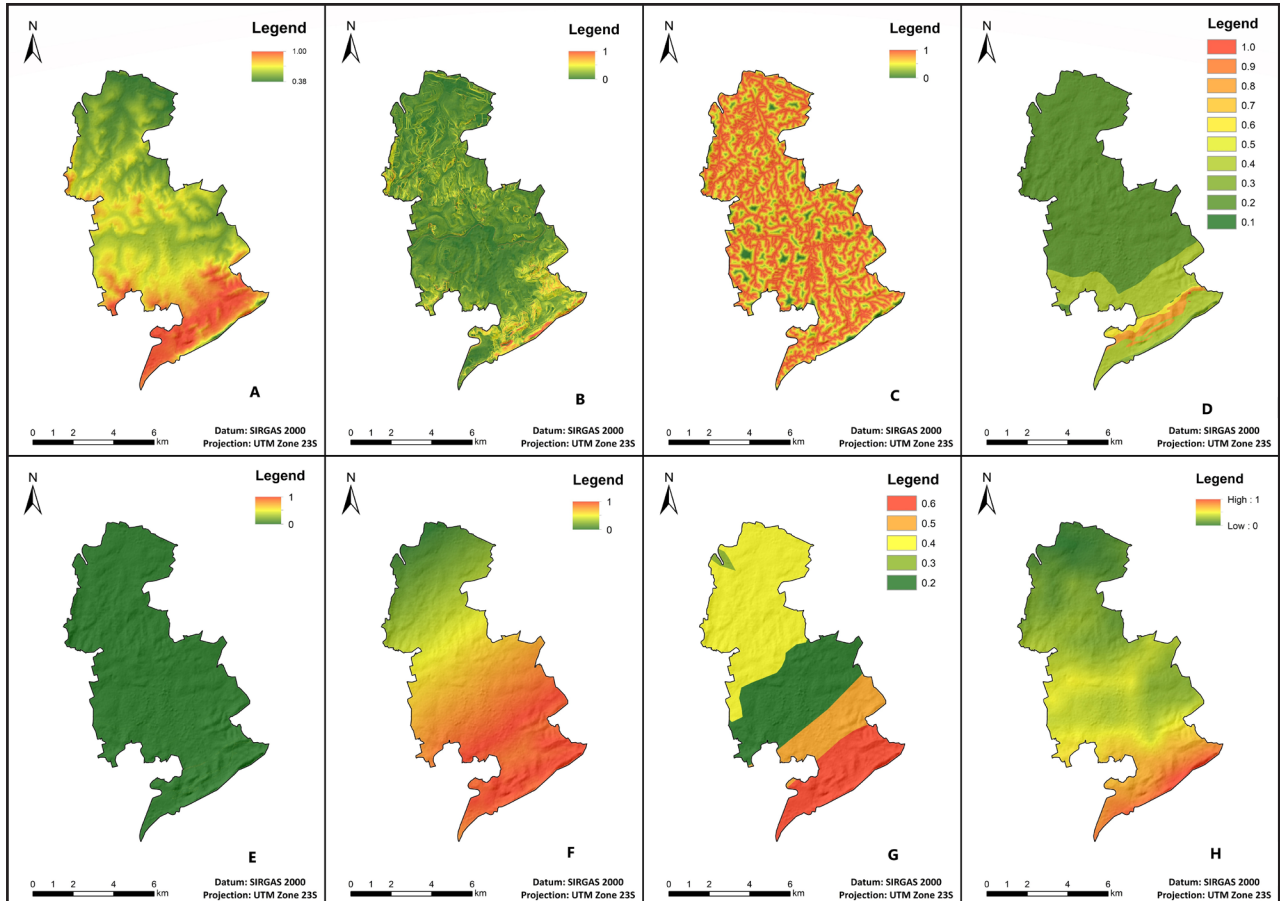 N
Legend
1.00
0.38
A
0 1 2 4 6
km
Datum: SIRGAS 2000
Projection: UTM Zone 23S
N
Legend
1
0
B
0 1 2 4 6
km
Datum: SIRGAS 2000
Projection: UTM Zone 23S
N
Legend
1
0
C
0 1 2 4 6
km
Datum: SIRGAS 2000
Projection: UTM Zone 23S
N
Legend
1.0
0.9
0.8
0.7
0.6
0.5
0.4
0.3
0.2
0.1
D
0 1 2 4 6
km
Datum: SIRGAS 2000
Projection: UTM Zone 23S
N
Legend
1
0
E
0 1 2 4 6
km
Datum: SIRGAS 2000
Projection: UTM Zone 23S
N
Legend
1
0
F
0 1 2 4 6
km
Datum: SIRGAS 2000
Projection: UTM Zone 23S
N
Legend
0.6
0.5
0.4
0.3
0.2
G
0 1 2 4 6
km
Datum: SIRGAS 2000
Projection: UTM Zone 23S
N
Legend
High : 1
Low : 0
H
0 1 2 4 6
km
Datum: SIRGAS 2000
Projection: UTM Zone 23S